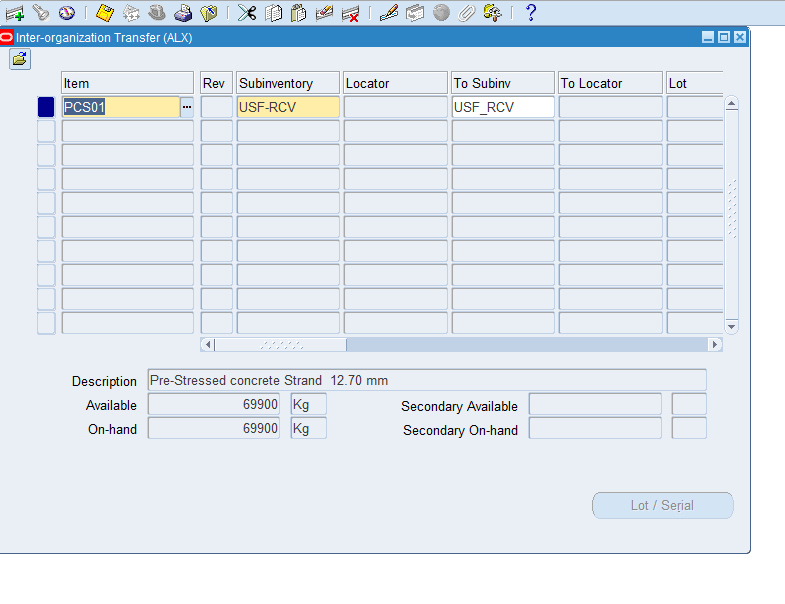 ?
Inter-organization Transfer (ALX)
Item Rev Subinventory Locator To Subinv To Locator Lot
PCS01 ... USF-RCV USF_RCV
Description Pre-Stressed concrete Strand 12.70 mm
Available 69900 Kg Secondary Available
On-hand 69900 Kg Secondary On-hand
Lot / Serial